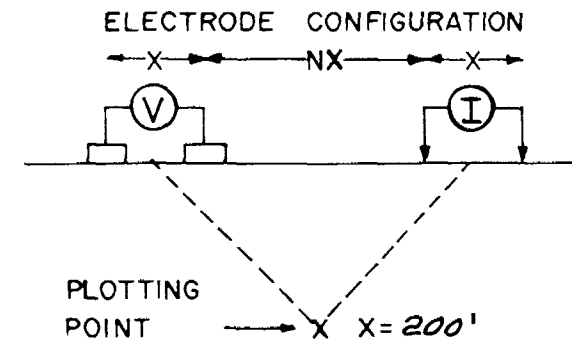 ELECTRODE CONFIGURATION
X NX X
V I
PLOTTING
POINT X X = 200'